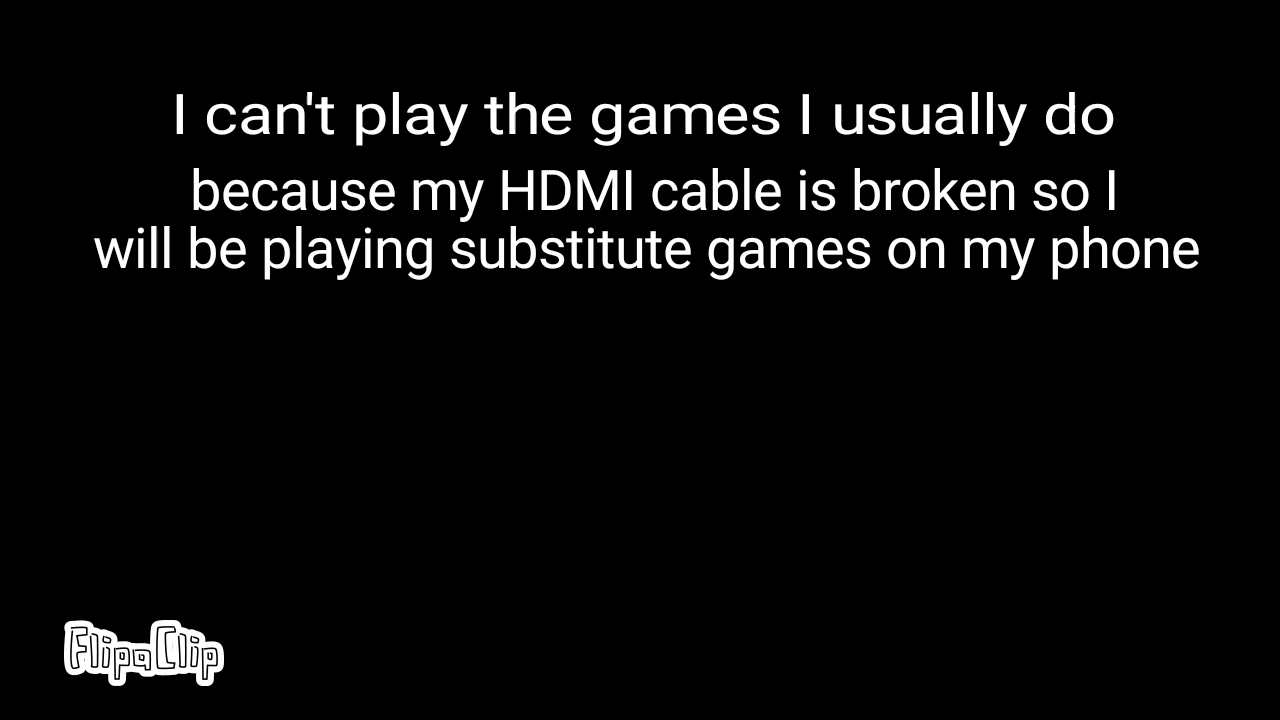 I can't play the games I usually do
because my HDMI cable is broken so I
will be playing substitute games on my phone
FlipaClip